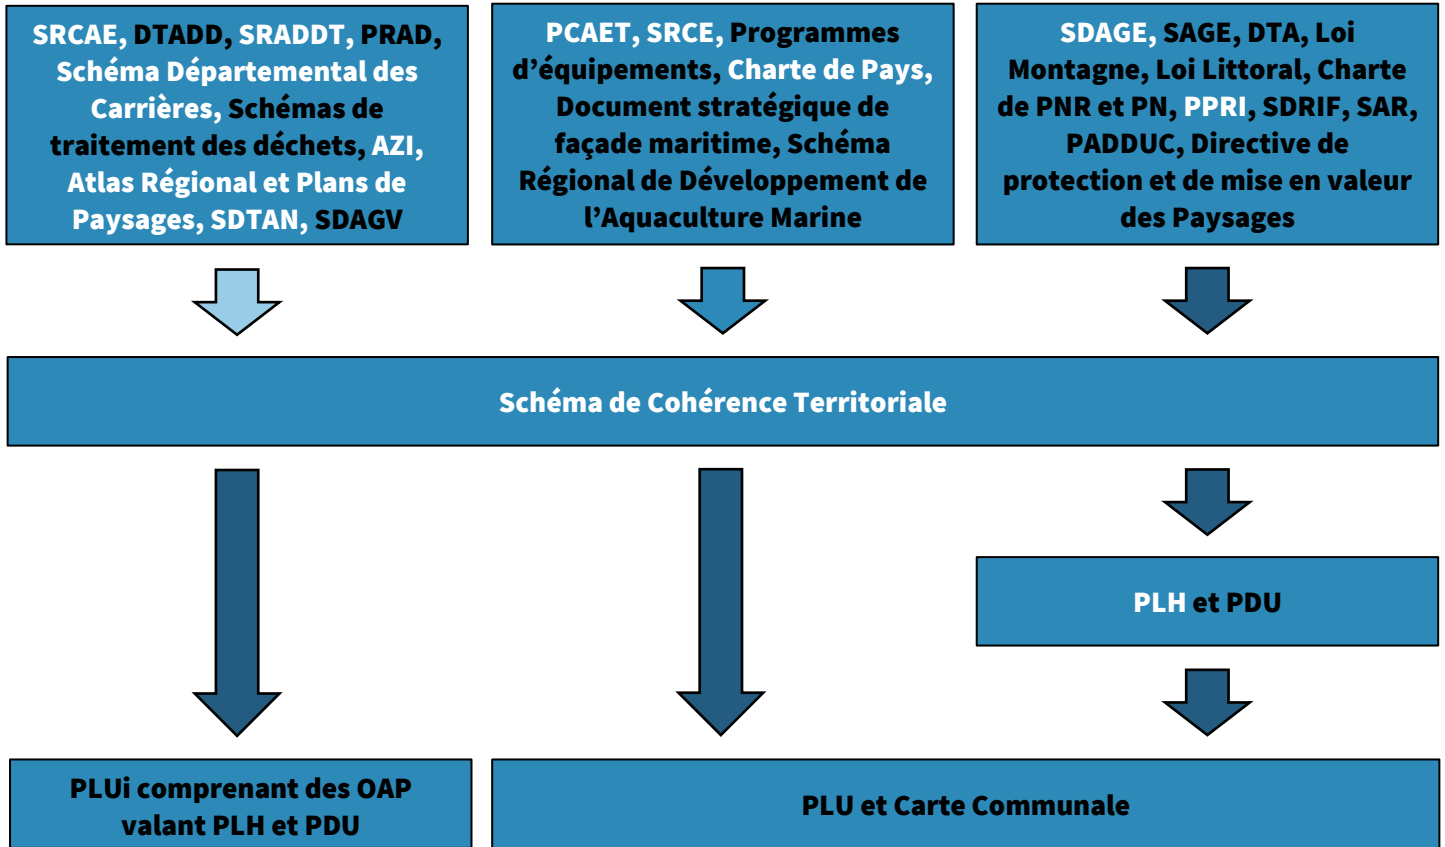 SRCAE, DTADD, SRADDT, PRAD,
Schéma Départemental des
Carrières, Schémas de
traitement des déchets, AZI,
Atlas Régional et Plans de
Paysages, SDTAN, SDAGV
PCAET, SRCE, Programmes
d’équipements, Charte de Pays,
Document stratégique de
façade maritime, Schéma
Régional de Développement de
l’Aquaculture Marine
SDAGE, SAGE, DTA, Loi
Montagne, Loi Littoral, Charte
de PNR et PN, PPRI, SDRIF, SAR,
PADDUC, Directive de
protection et de mise en valeur
des Paysages
Schéma de Cohérence Territoriale
PLH et PDU
PLUi comprenant des OAP
valant PLH et PDU
PLU et Carte Communale